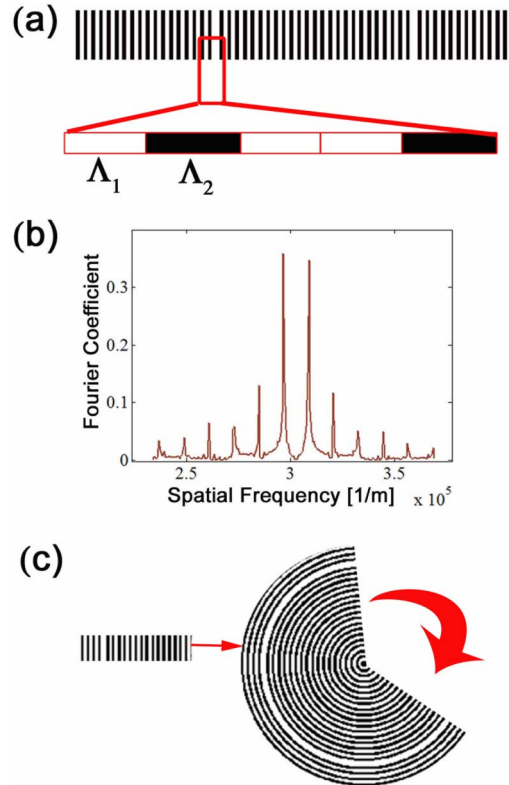 (a)
Λ1 Λ2
(b)
Fourier Coefficient
0.3
0.2
0.1
0
2.5 3 3.5
Spatial Frequency [1/m] x 10^5
(c)